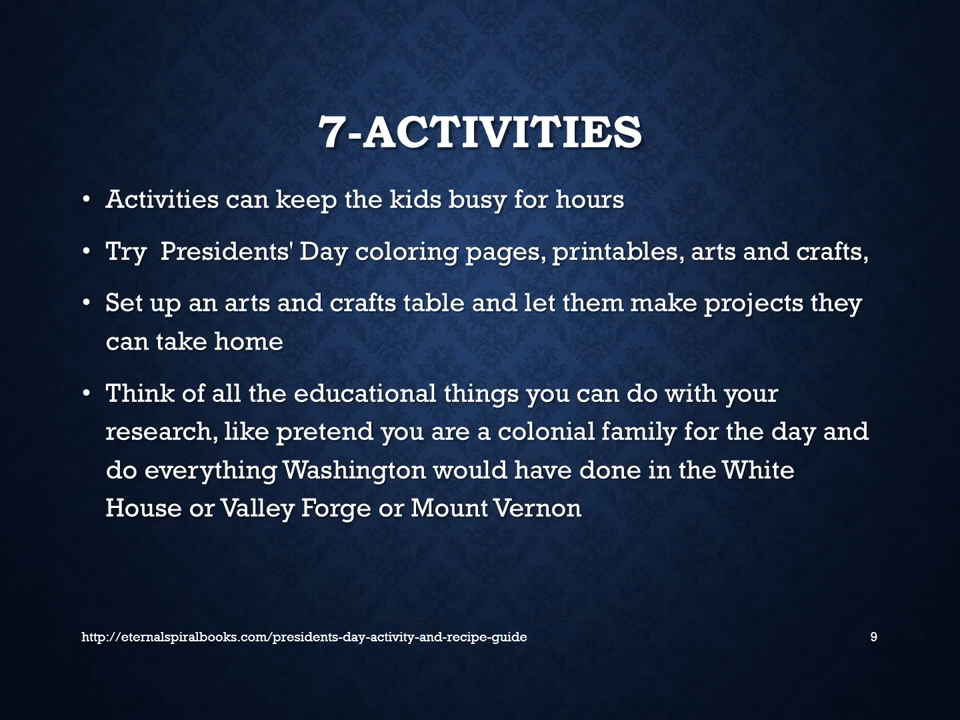 7-ACTIVITIES
• Activities can keep the kids busy for hours
• Try  Presidents' Day coloring pages, printables, arts and crafts,
• Set up an arts and crafts table and let them make projects they
can take home
• Think of all the educational things you can do with your
research, like pretend you are a colonial family for the day and
do everything Washington would have done in the White
House or Valley Forge or Mount Vernon
http://eternalspiralbooks.com/presidents-day-activity-and-recipe-guide
9